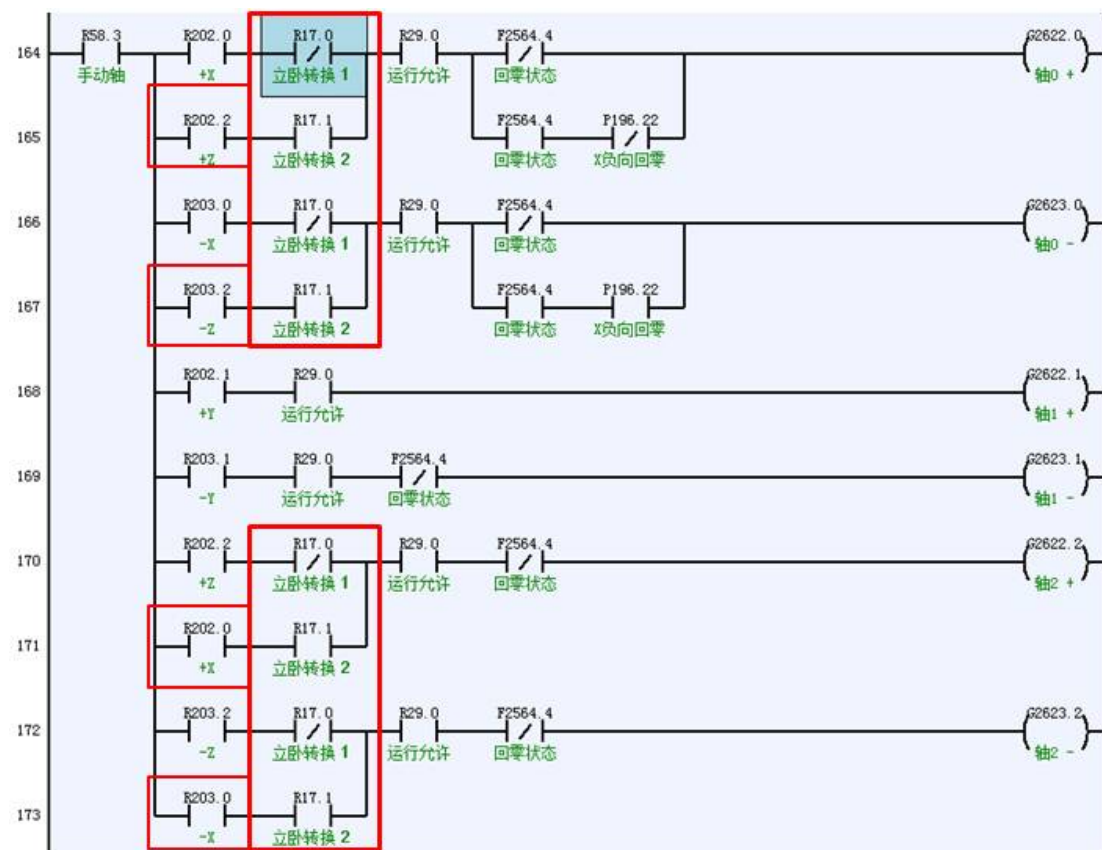 R58.3 R202.0 R17.0 R29.0 F2564.4 G2622.0
164
手动轴 +X 立卧转换 1 运行允许 回零状态 轴0 +
R202.2 R17.1 F2564.4 P196.22
165
+Z 立卧转换 2 回零状态 X负向回零
R203.0 R17.0 R29.0 F2564.4 G2623.0
166
-X 立卧转换 1 运行允许 回零状态 轴0 -
R203.2 R17.1 F2564.4 P196.22
167
-Z 立卧转换 2 回零状态 X负向回零
R202.1 R29.0 G2622.1
168
+Y 运行允许 轴1 +
R203.1 R29.0 F2564.4 G2623.1
169
-Y 运行允许 回零状态 轴1 -
R202.2 R17.0 R29.0 F2564.4 G2622.2
170
+Z 立卧转换 1 运行允许 回零状态 轴2 +
R202.0 R17.1
171
+X 立卧转换 2
R203.2 R17.0 R29.0 F2564.4 G2623.2
172
-Z 立卧转换 1 运行允许 回零状态 轴2 -
R203.0 R17.1
173
-X 立卧转换 2